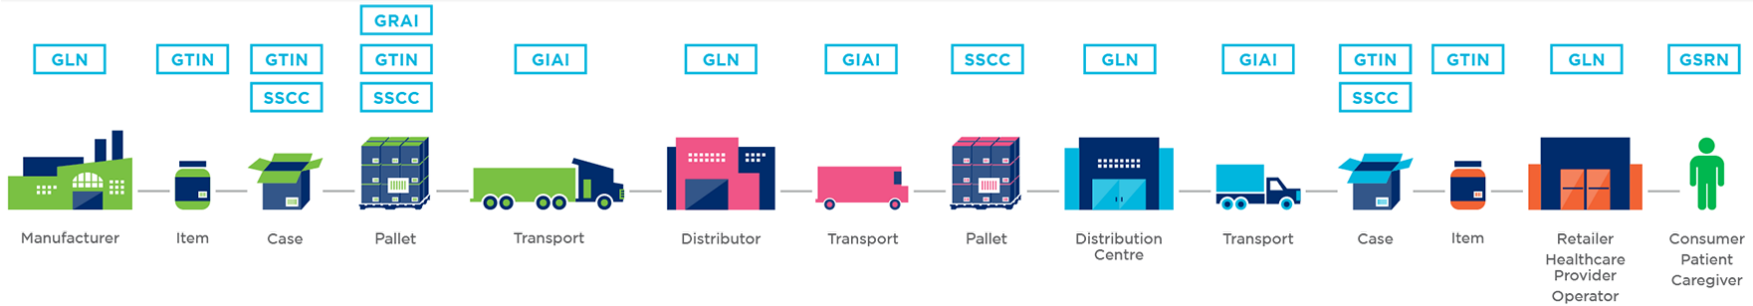 GRAI
GLN GTIN GTIN GTIN GIAI GLN GIAI SSCC GLN GIAI GTIN GTIN GLN GSRN
SSCC SSCC SSCC
Manufacturer Item Case Pallet Transport Distributor Transport Pallet Distribution Transport Case Item Retailer Consumer
Centre
Healthcare Patient
Provider
Caregiver
Operator